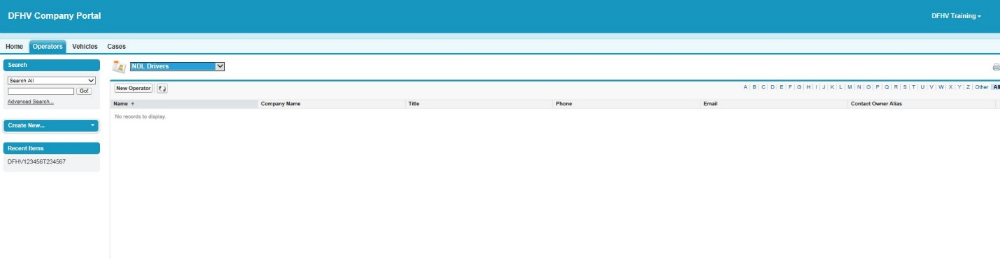 DFHV Company Portal
DFHV Training
Home Operators Vehicles Cases
Search
NDL Drivers
Search All
Go!
New Operator
A B C D E F G H I J K L M N O P Q R S T U V W X Y Z Other All
Advanced Search...
Name Company Name Title Phone Email Contact Owner Alias
No records to display.
Create New...
Recent Items
DFHV123456T234567